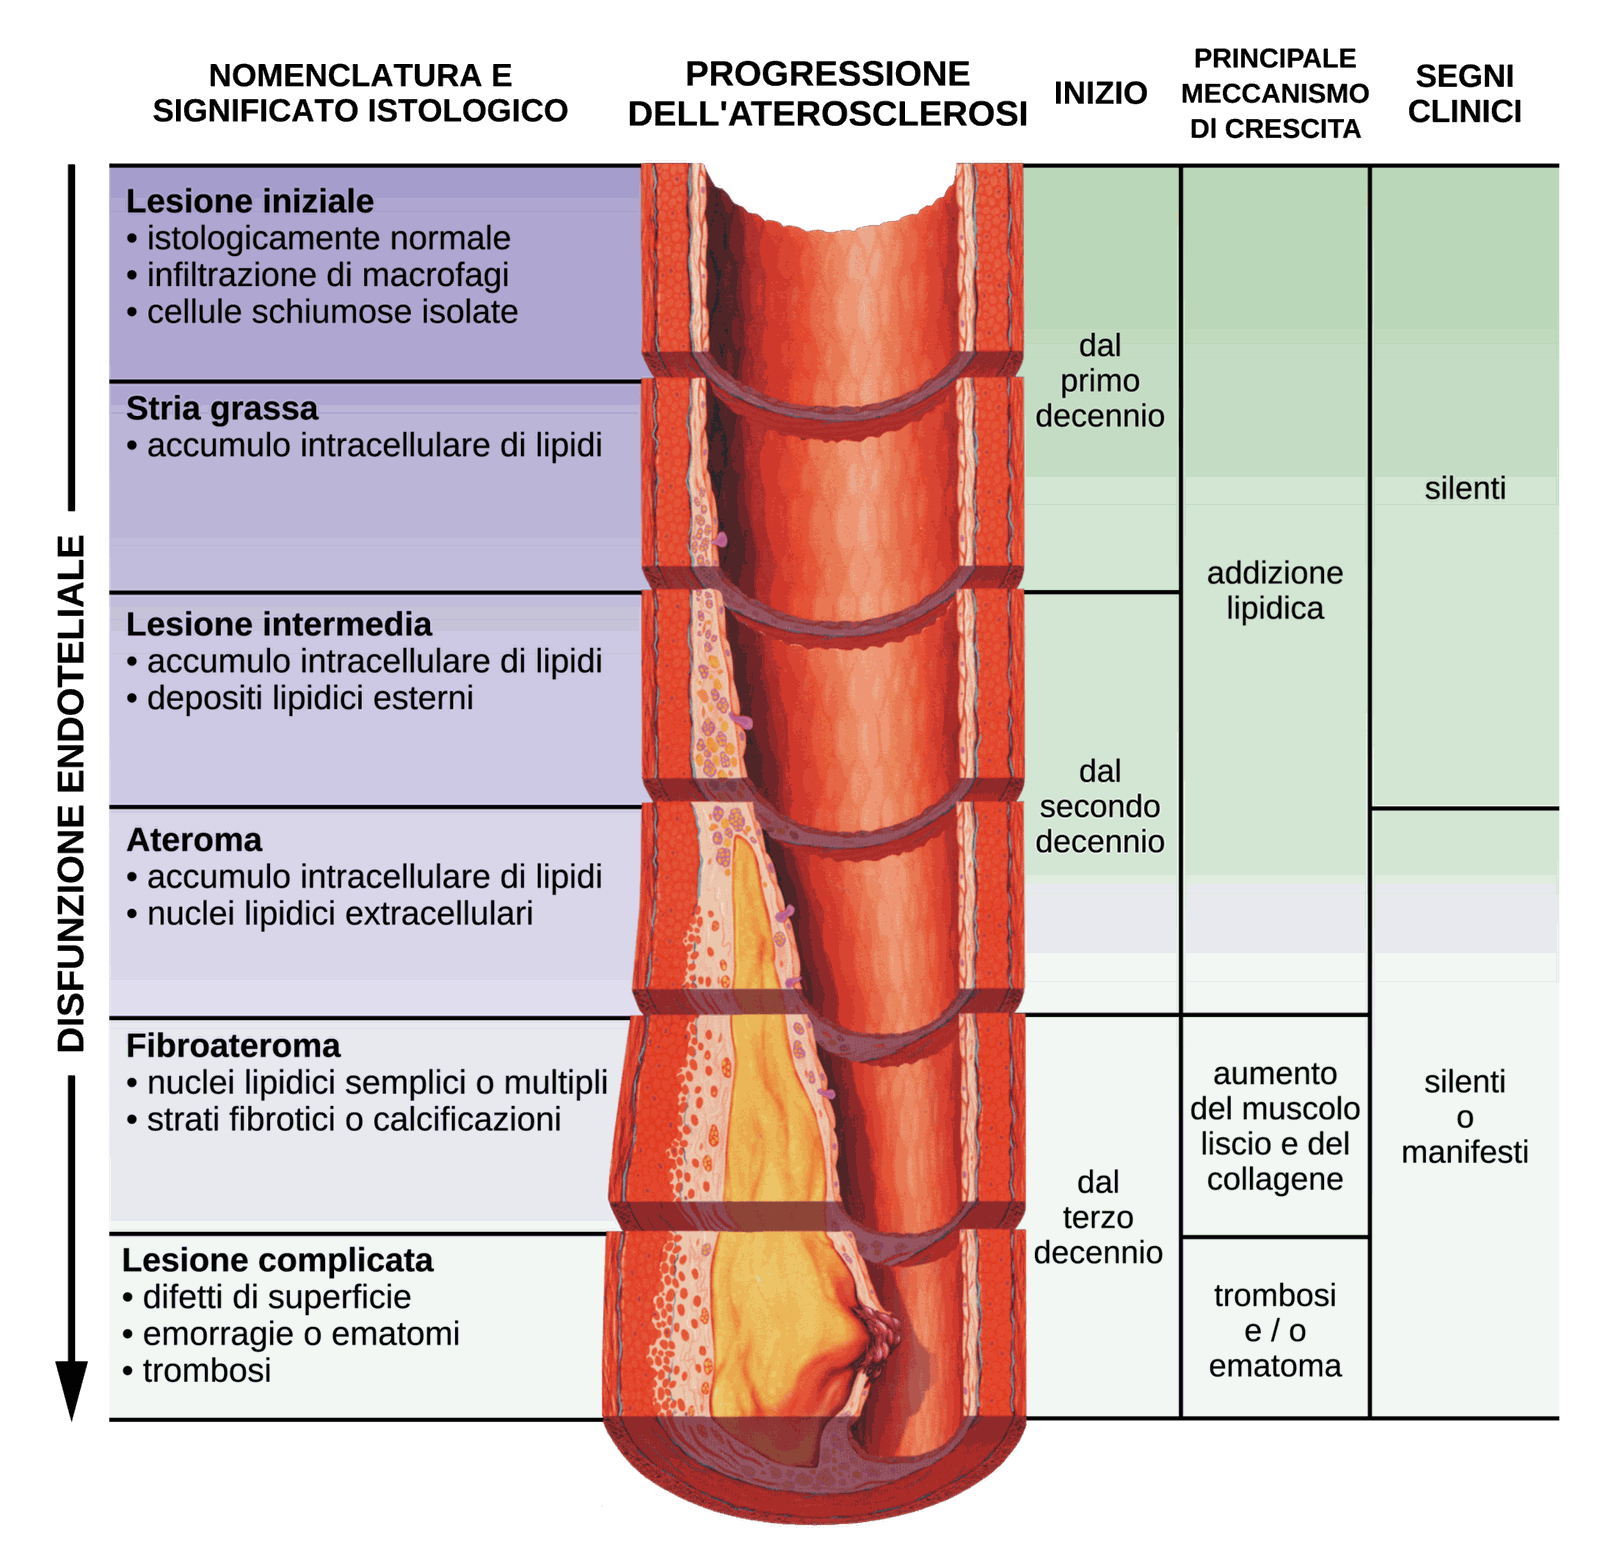 NOMENCLATURA E
SIGNIFICATO ISTOLOGICO
PROGRESSIONE
DELL'ATEROSCLEROSI
INIZIO
PRINCIPALE
MECCANISMO
DI CRESCITA
SEGNI
CLINICI
DISFUNZIONE ENDOTELIALE
Lesione iniziale
• istologicamente normale
• infiltrazione di macrofagi
• cellule schiumose isolate
Stria grassa
• accumulo intracellulare di lipidi
Lesione intermedia
• accumulo intracellulare di lipidi
• depositi lipidici esterni
Ateroma
• accumulo intracellulare di lipidi
• nuclei lipidici extracellulari
Fibroateroma
• nuclei lipidici semplici o multipli
• strati fibrotici o calcificazioni
Lesione complicata
• difetti di superficie
• emorragie o ematomi
• trombosi
dal
primo
decennio
dal
secondo
decennio
dal
terzo
decennio
addizione
lipidica
aumento
del muscolo
liscio e del
collagene
trombosi
e / o
ematoma
silenti
silenti
o
manifesti